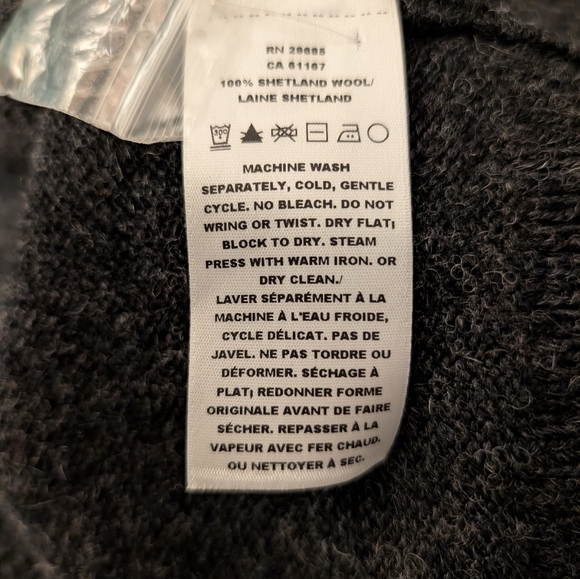 RN 29685
CA 61167
100% SHETLAND WOOL/
LAINE SHETLAND
MACHINE WASH
SEPARATELY, COLD, GENTLE
CYCLE. NO BLEACH. DO NOT
WRING OR TWIST. DRY FLAT;
BLOCK TO DRY. STEAM
PRESS WITH WARM IRON. OR
DRY CLEAN./
LAVER SÉPARÉMENT À LA
MACHINE À L'EAU FROIDE,
CYCLE DÉLICAT. PAS DE
JAVEL. NE PAS TORDRE OU
DÉFORMER. SÉCHAGE À
PLAT; REDONNER FORME
ORIGINALE AVANT DE FAIRE
SÉCHER. REPASSER À LA
VAPEUR AVEC FER CHAUD.
OU NETTOYER À SEC.